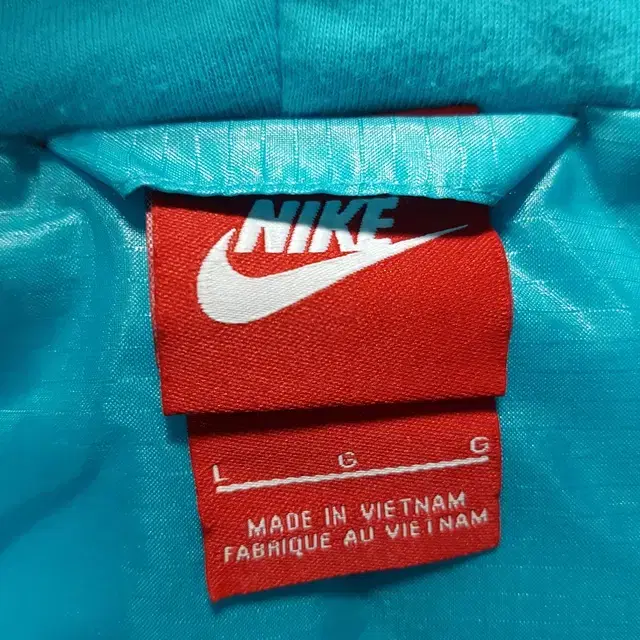 NIKE
L G G
MADE IN VIETNAM
FABRIQUE AU VIETNAM